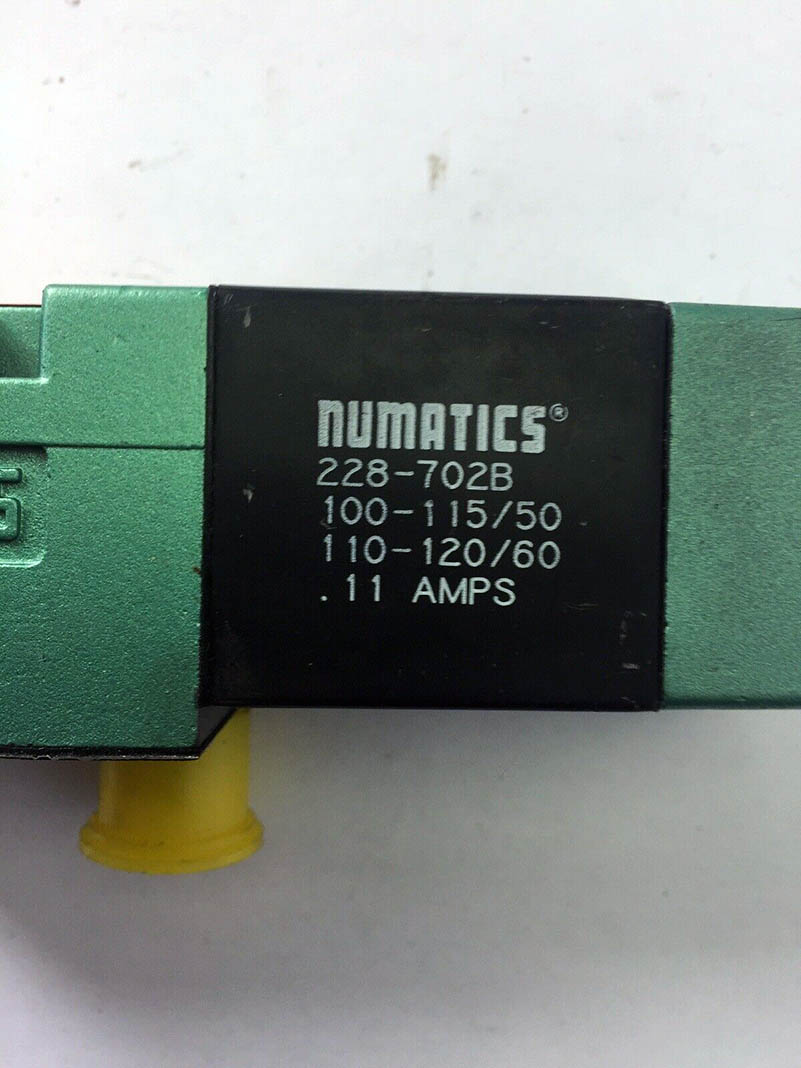 NUMATICS®
228-702B
100-115/50
110-120/60
.11 AMPS